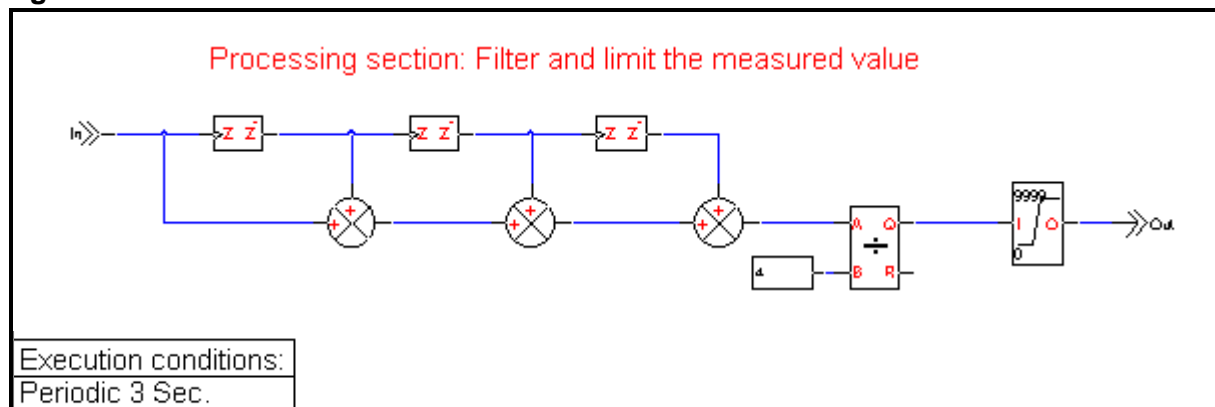 Processing section: Filter and limit the measured value
In
Z Z-
Z Z-
Z Z-
+
+
+
+
+
+
A Q
÷
B R
4
9999
I O
0
Out
Execution conditions:
Periodic 3 Sec.